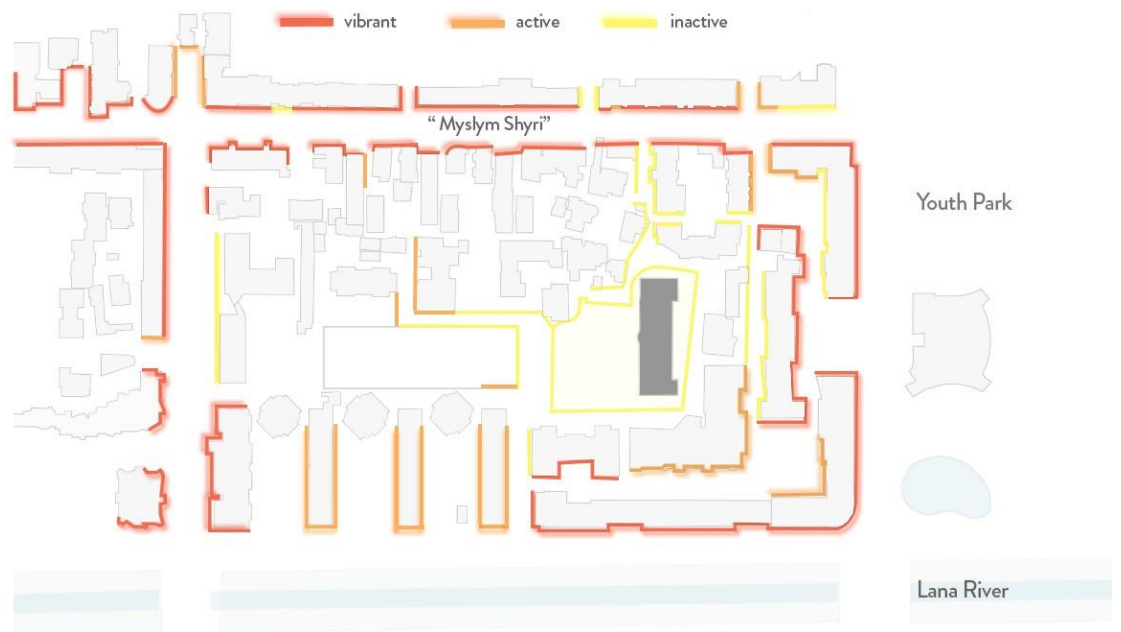 vibrant
active
inactive
“ Myslym Shyri”
Youth Park
Lana River